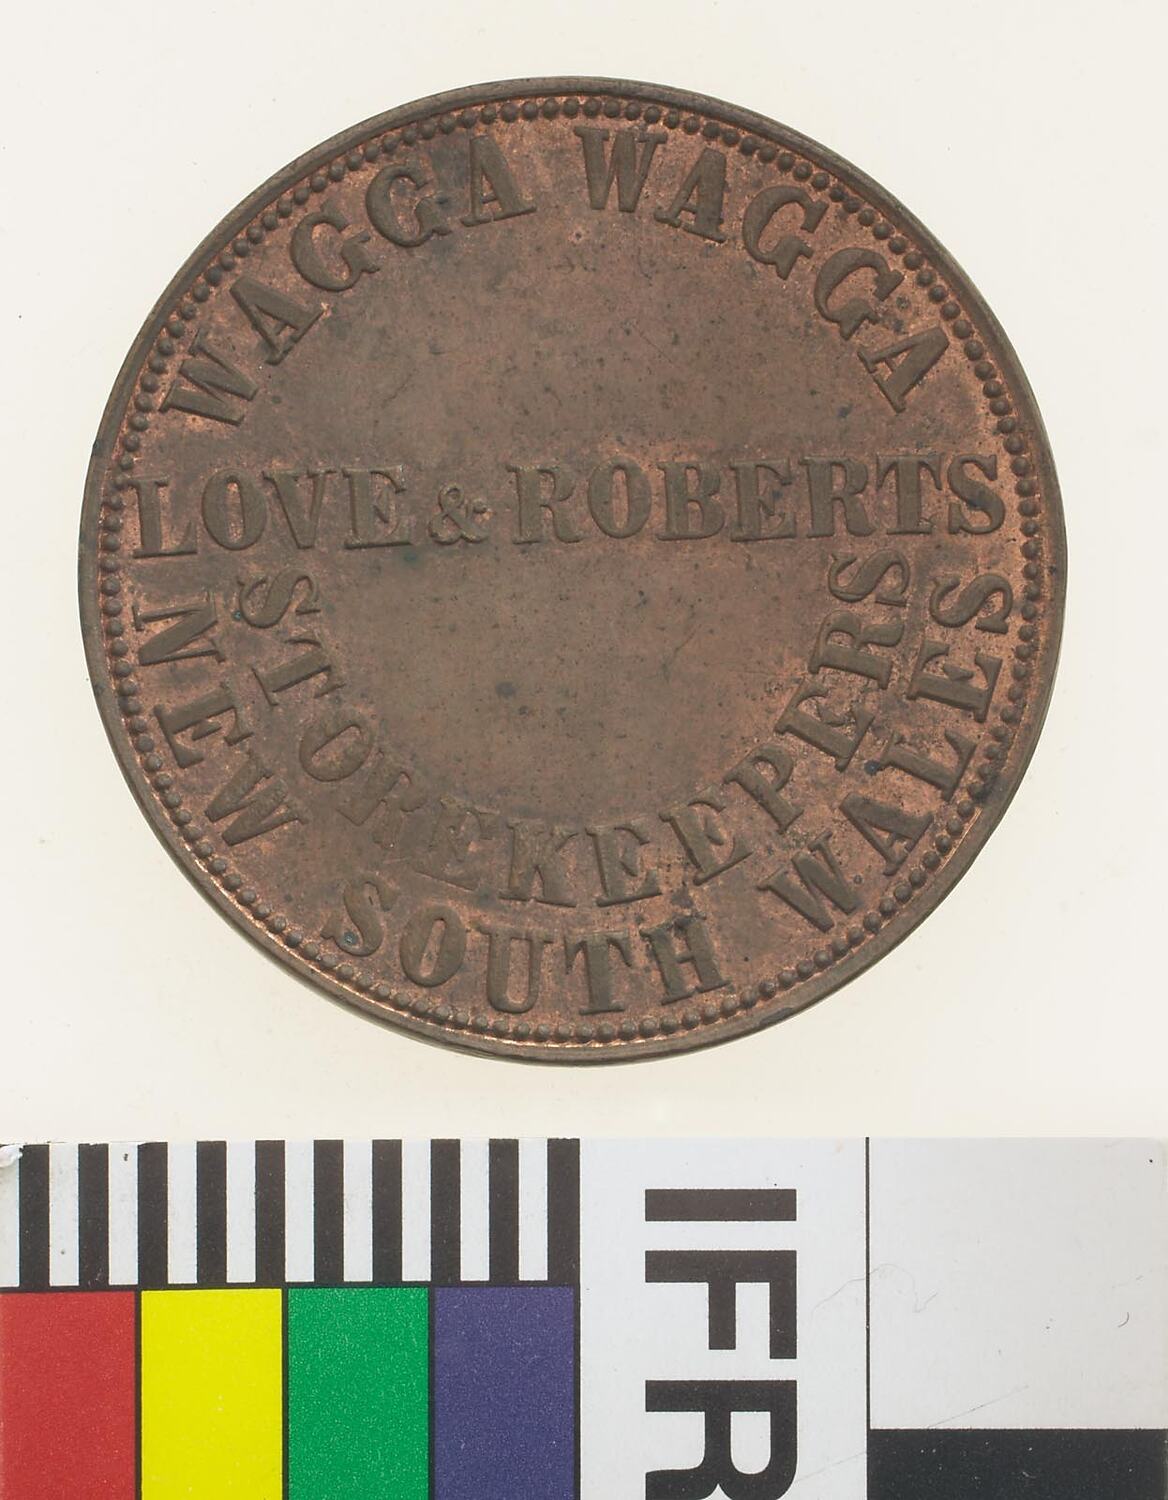 WAGGA WAGGA
LOVE & ROBERTS
STOREKEEPERS
NEW SOUTH WALES
IFR